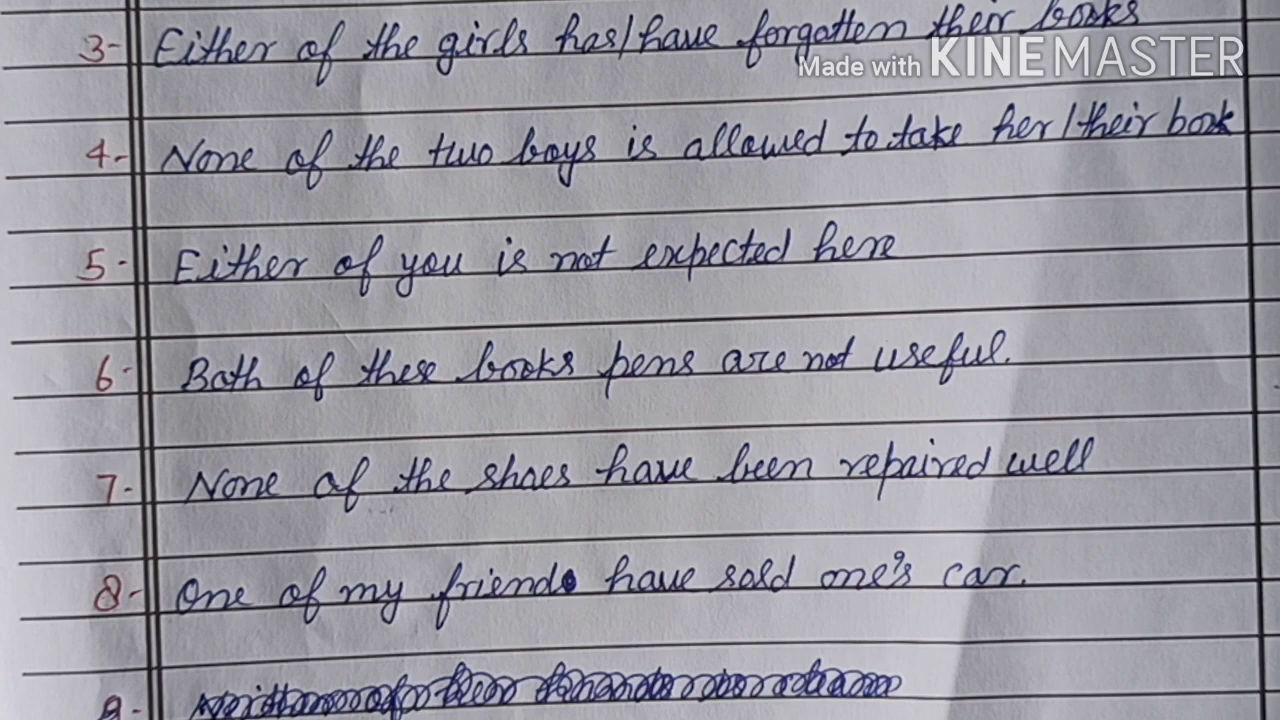 3- Either of the girls has/have forgotten their books
Made with KINEMASTER
4- None of the two boys is allowed to take her/their book
5- Either of you is not expected here
6- Both of these books pens are not useful.
7- None of the shoes have been repaired well
8- One of my friends have sold one's car.
9-